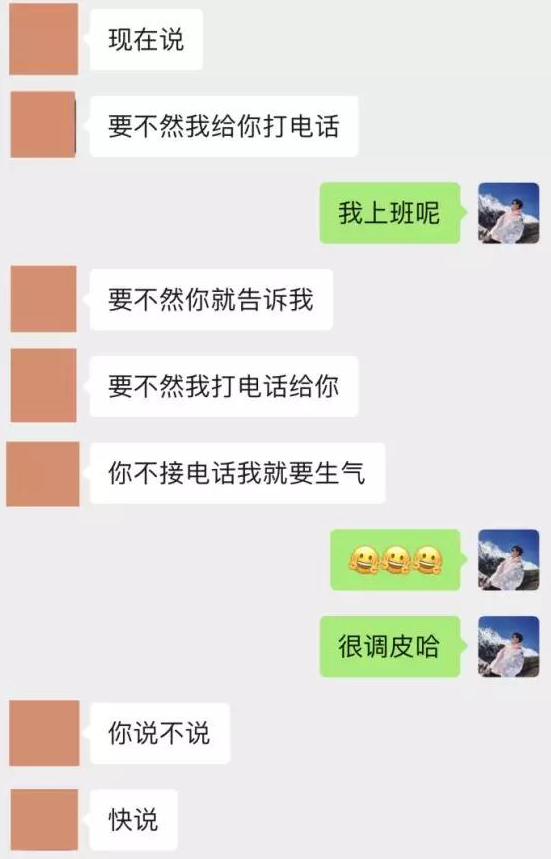 现在说
要不然我给你打电话
我上班呢
要不然你就告诉我
要不然我打电话给你
你不接电话我就要生气
🤗🤗🤗
很调皮哈
你说不说
快说